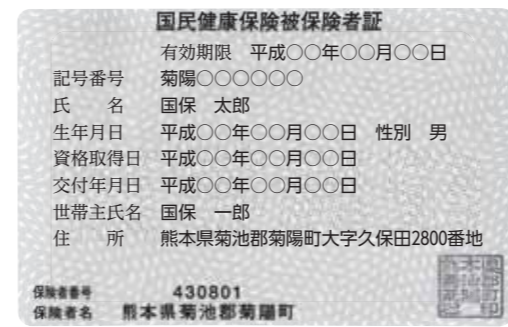 国民健康保険被保険者証
有効期限 平成○○年○○月○○日
記号番号 菊陽○○○○○○
氏 名 国保 太郎
生年月日 平成○○年○○月○○日 性別 男
資格取得日 平成○○年○○月○○日
交付年月日 平成○○年○○月○○日
世帯主氏名 国保 一郎
住 所 熊本県菊池郡菊陽町大字久保田2800番地
保険者番号 430801
保険者名 熊本県菊池郡菊陽町